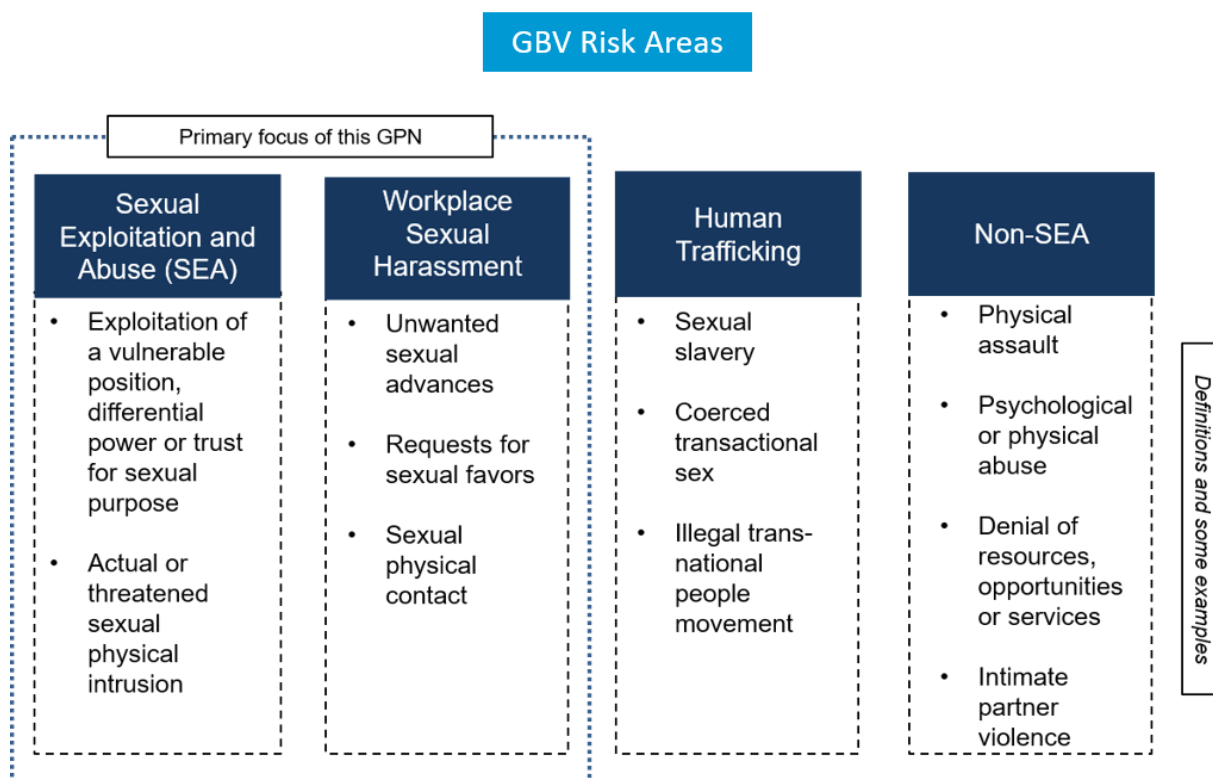 GBV Risk Areas
Primary focus of this GPN
Sexual
Exploitation and
Abuse (SEA)
• Exploitation of
a vulnerable
position,
differential
power or trust
for sexual
purpose
• Actual or
threatened
sexual
physical
intrusion
Workplace
Sexual
Harassment
• Unwanted
sexual
advances
• Requests for
sexual favors
• Sexual
physical
contact
Human
Trafficking
• Sexual
slavery
• Coerced
transactional
sex
• Illegal trans-
national
people
movement
Non-SEA
• Physical
assault
• Psychological
or physical
abuse
• Denial of
resources,
opportunities
or services
• Intimate
partner
violence
Definitions and some examples